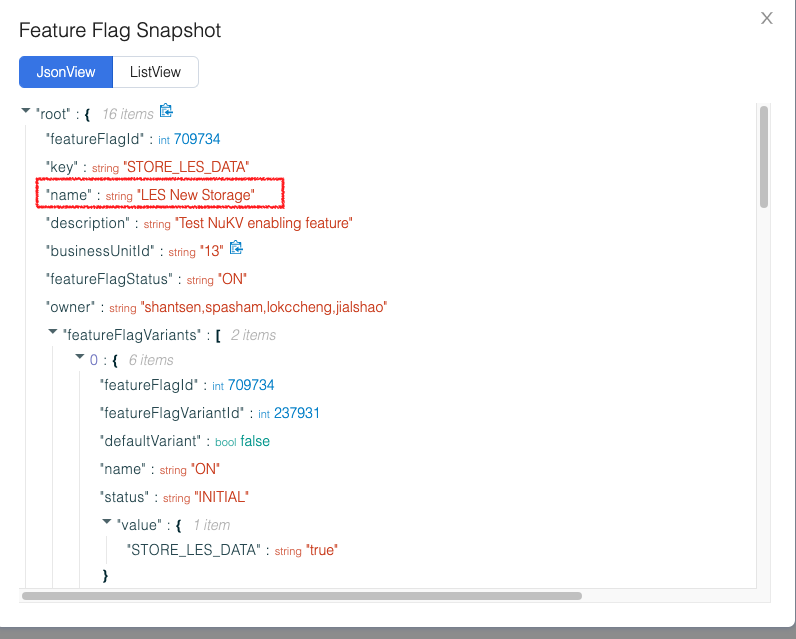 Feature Flag Snapshot
JsonView ListView
"root" : { 16 items
"featureFlagId" : int 709734
"key" : string "STORE_LES_DATA"
"name" : string "LES New Storage"
"description" : string "Test NuKV enabling feature"
"businessUnitId" : string "13"
"featureFlagStatus" : string "ON"
"owner" : string "shantsen,spasham,lokccheng,jialshao"
"featureFlagVariants" : [ 2 items
0 : { 6 items
"featureFlagId" : int 709734
"featureFlagVariantId" : int 237931
"defaultVariant" : bool false
"name" : string "ON"
"status" : string "INITIAL"
"value" : { 1 item
"STORE_LES_DATA" : string "true"
}